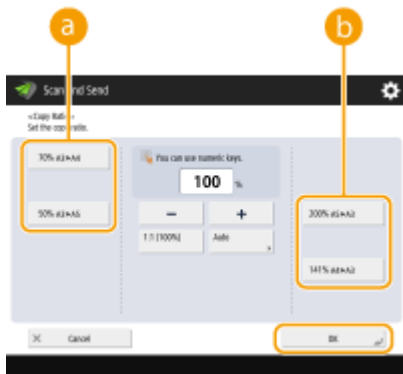 a
b
Scan and Send
<Copy Ratio>
Set the copy ratio.
70% A3►A4
You can use numeric keys.
100 %
50% A3►A5
−
+
200% A5►A3
1:1 [100%]
Auto
141% A4►A3
Cancel
OK